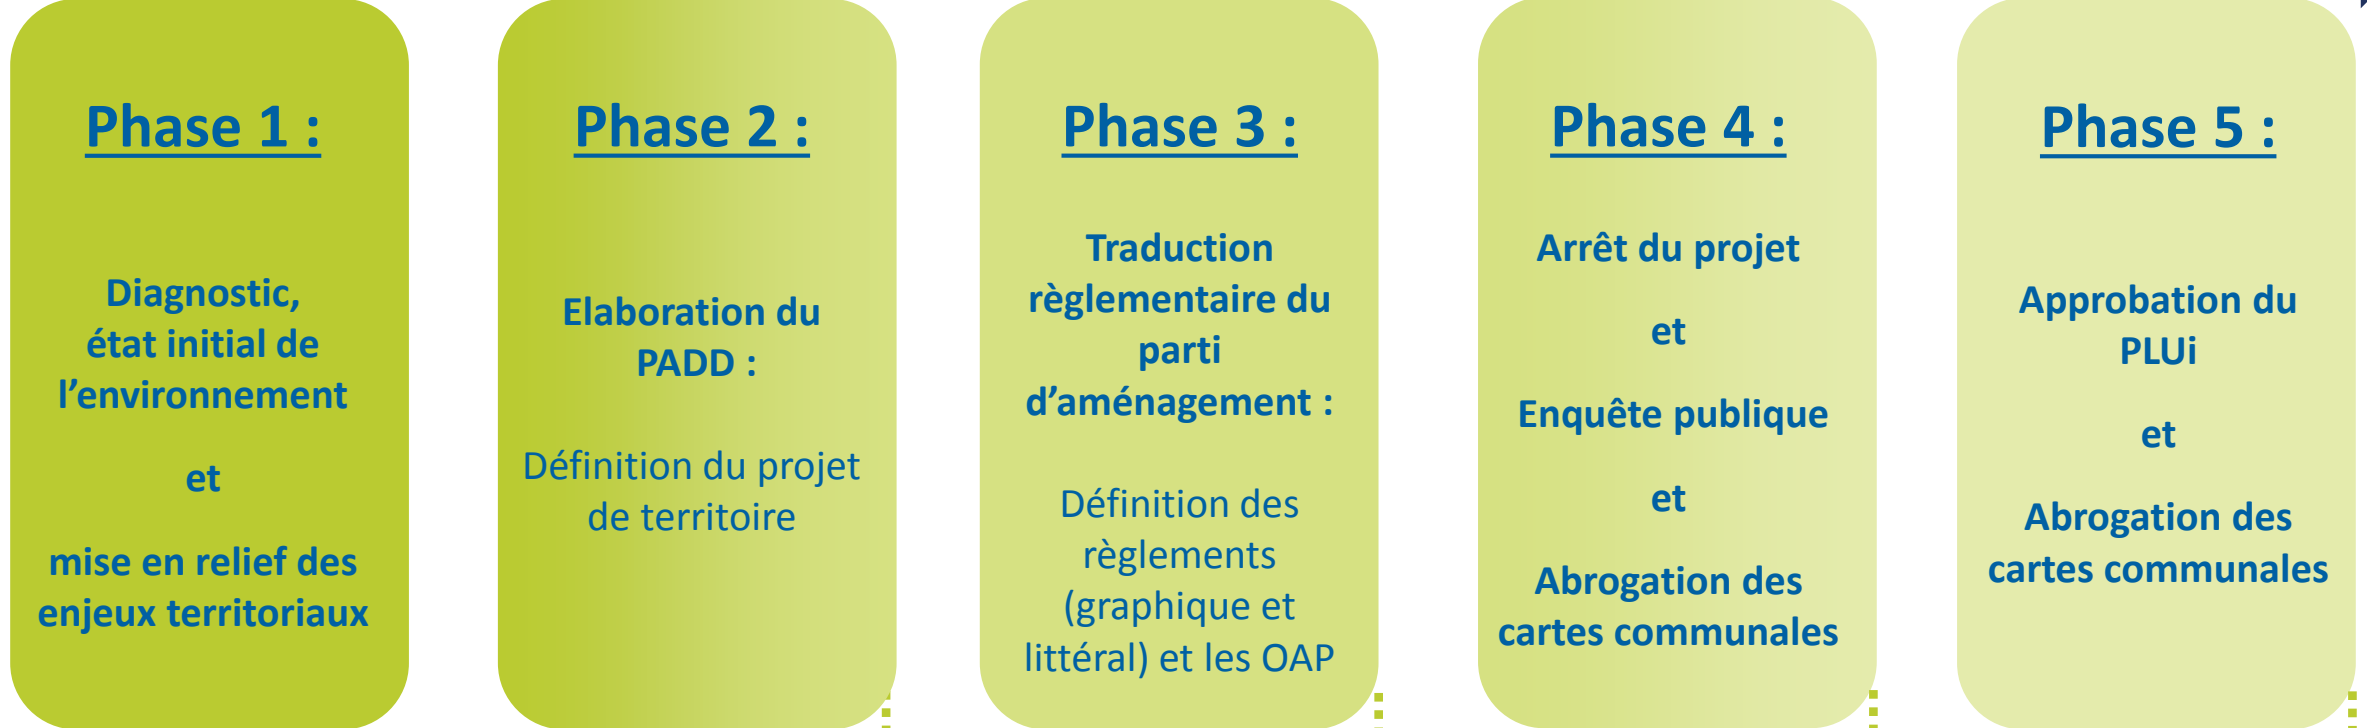 Phase 1 :
Diagnostic,
état initial de
l’environnement
et
mise en relief des
enjeux territoriaux
Phase 2 :
Elaboration du
PADD :
Définition du projet
de territoire
Phase 3 :
Traduction
règlementaire du
parti
d’aménagement :
Définition des
règlements
(graphique et
littéral) et les OAP
Phase 4 :
Arrêt du projet
et
Enquête publique
et
Abrogation des
cartes communales
Phase 5 :
Approbation du
PLUi
et
Abrogation des
cartes communales